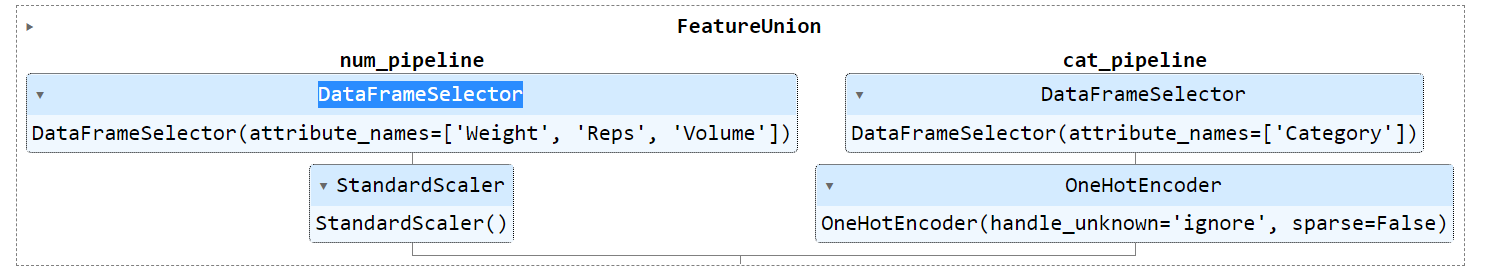 FeatureUnion
num_pipeline
cat_pipeline
DataFrameSelector
DataFrameSelector
DataFrameSelector(attribute_names=['Weight', 'Reps', 'Volume'])
DataFrameSelector(attribute_names=['Category'])
StandardScaler
OneHotEncoder
StandardScaler()
OneHotEncoder(handle_unknown='ignore', sparse=False)